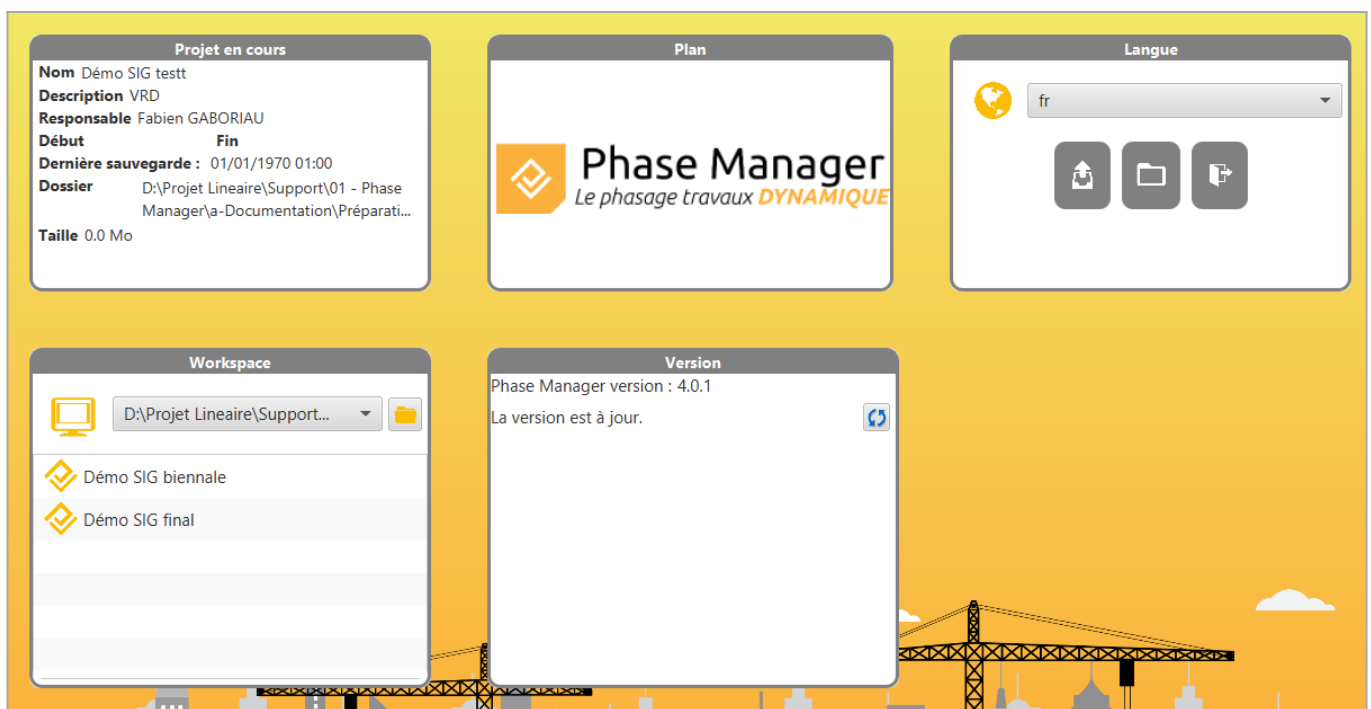 Projet en cours
Nom Démo SIG testt
Description VRD
Responsable Fabien GABORIAU
Début Fin
Dernière sauvegarde : 01/01/1970 01:00
Dossier D:\Projet Lineaire\Support\01 - Phase
Manager\a-Documentation\Préparati...
Taille 0.0 Mo
Plan
Phase Manager
Le phasage travaux DYNAMIQUE
Langue
fr
Workspace
D:\Projet Lineaire\Support...
Démo SIG biennale
Démo SIG final
Version
Phase Manager version : 4.0.1
La version est à jour.